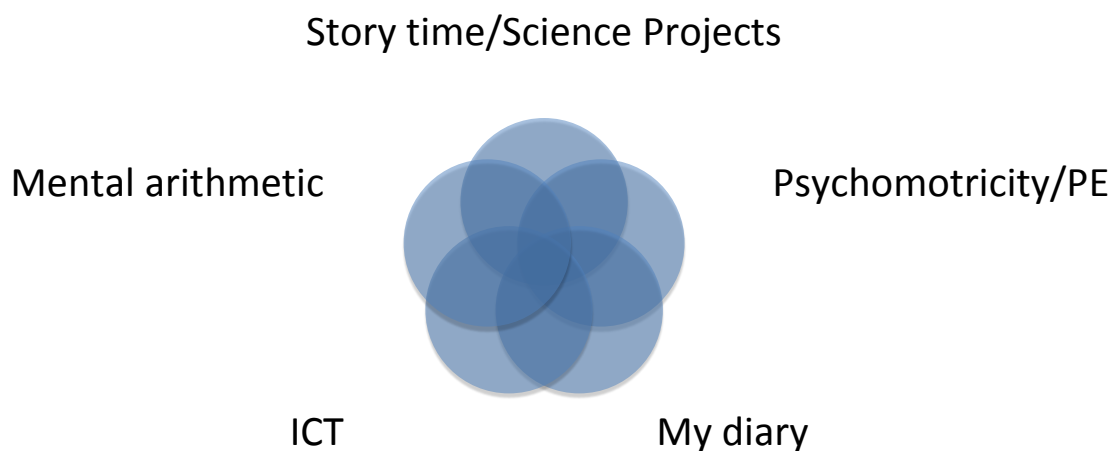 Story time/Science Projects
Mental arithmetic
Psychomotricity/PE
ICT
My diary